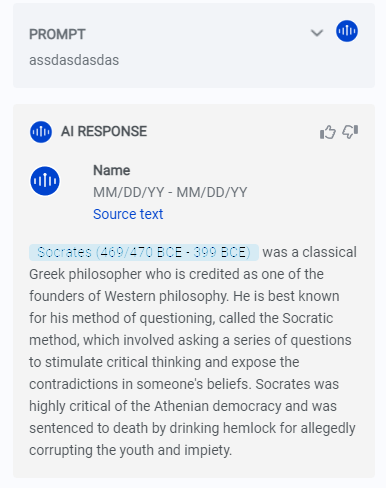 PROMPT
assdasdasdas
AI RESPONSE
Name
MM/DD/YY - MM/DD/YY
Source text
Socrates (469/470 BCE - 399 BCE) was a classical
Greek philosopher who is credited as one of the
founders of Western philosophy. He is best known
for his method of questioning, called the Socratic
method, which involved asking a series of questions
to stimulate critical thinking and expose the
contradictions in someone's beliefs. Socrates was
highly critical of the Athenian democracy and was
sentenced to death by drinking hemlock for allegedly
corrupting the youth and impiety.